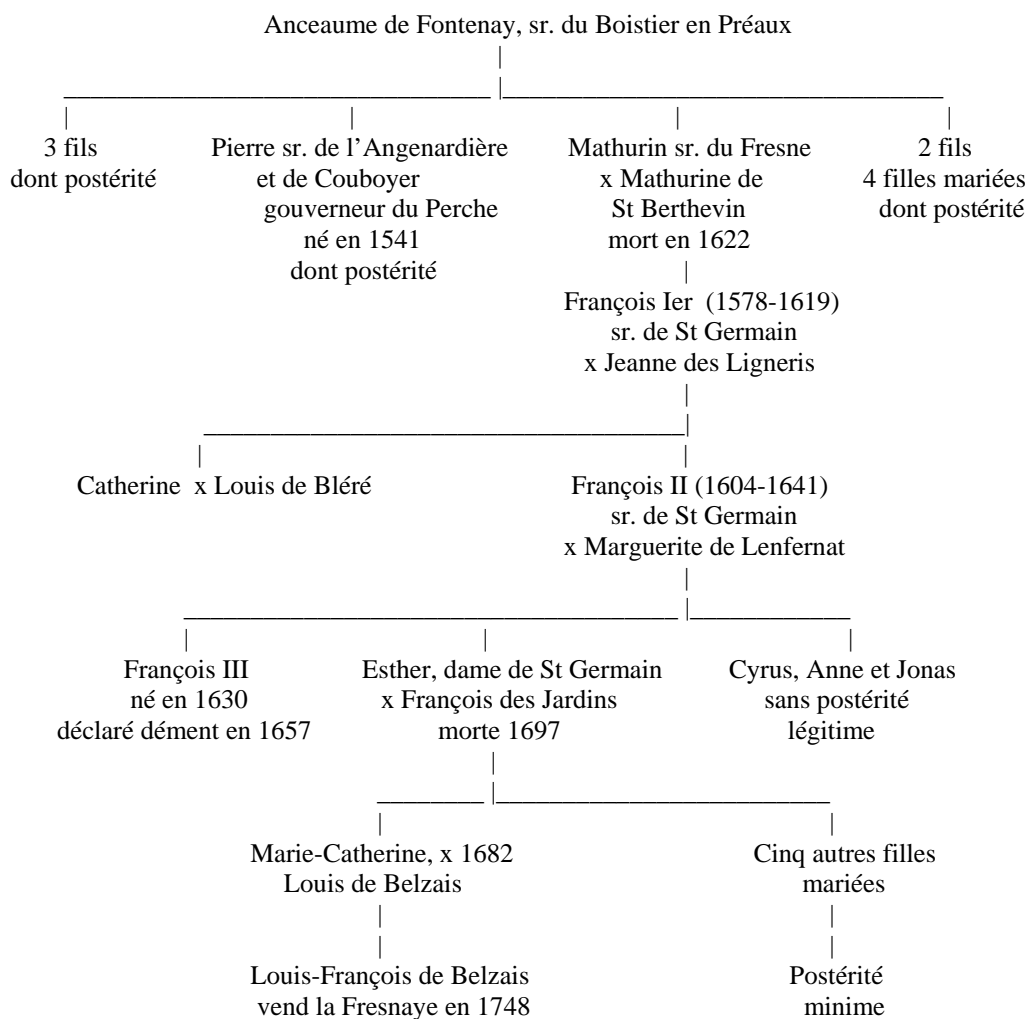 Anceaume de Fontenay, sr. du Boistier en Préaux
3 fils
dont postérité
Pierre sr. de l’Angenardière
et de Couboyer
gouverneur du Perche
né en 1541
dont postérité
Mathurin sr. du Fresne
x Mathurine de
St Berthevin
mort en 1622
2 fils
4 filles mariées
dont postérité
François Ier (1578-1619)
sr. de St Germain
x Jeanne des Ligneris
Catherine x Louis de Bléré
François II (1604-1641)
sr. de St Germain
x Marguerite de Lenfernat
François III
né en 1630
déclaré dément en 1657
Esther, dame de St Germain
x François des Jardins
morte 1697
Cyrus, Anne et Jonas
sans postérité
légitime
Marie-Catherine, x 1682
Louis de Belzais
Cinq autres filles
mariées
Louis-François de Belzais
vend la Fresnaye en 1748
Postérité
minime